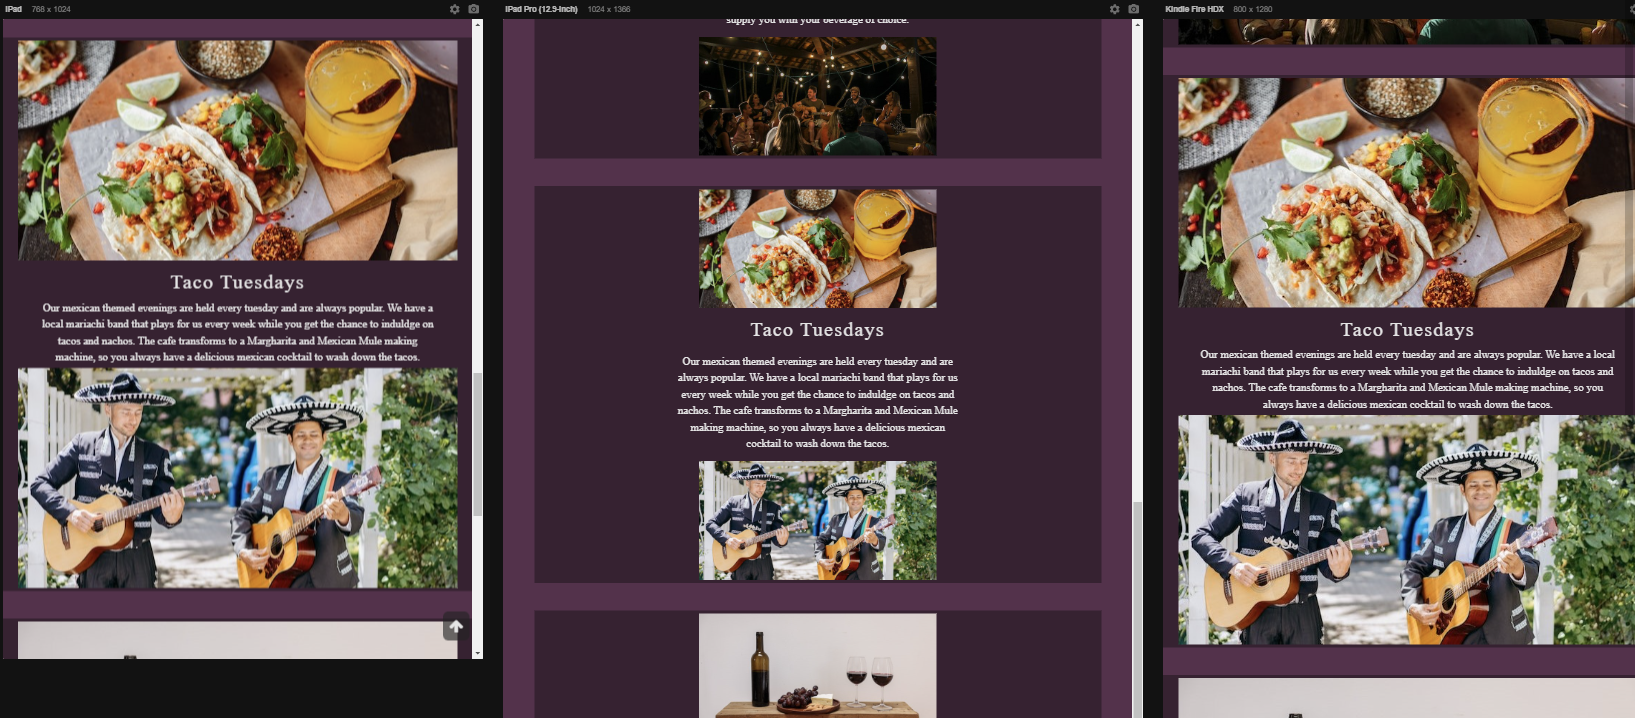 iPad 768 x 1024
Taco Tuesdays
Our mexican themed evenings are held every tuesday and are always popular. We have a
local mariachi band that plays for us every week while you get the chance to induldge on
tacos and nachos. The cafe transforms to a Margharita and Mexican Mule making
machine, so you always have a delicious mexican cocktail to wash down the tacos.
iPad Pro (12.9-inch) 1024 x 1366
supply you with your beverage of choice.
Taco Tuesdays
Our mexican themed evenings are held every tuesday and are
always popular. We have a local mariachi band that plays for us
every week while you get the chance to induldge on tacos and
nachos. The cafe transforms to a Margharita and Mexican Mule
making machine, so you always have a delicious mexican
cocktail to wash down the tacos.
Kindle Fire HDX 800 x 1280
Taco Tuesdays
Our mexican themed evenings are held every tuesday and are always popular. We have a local
mariachi band that plays for us every week while you get the chance to induldge on tacos and
nachos. The cafe transforms to a Margharita and Mexican Mule making machine, so you
always have a delicious mexican cocktail to wash down the tacos.